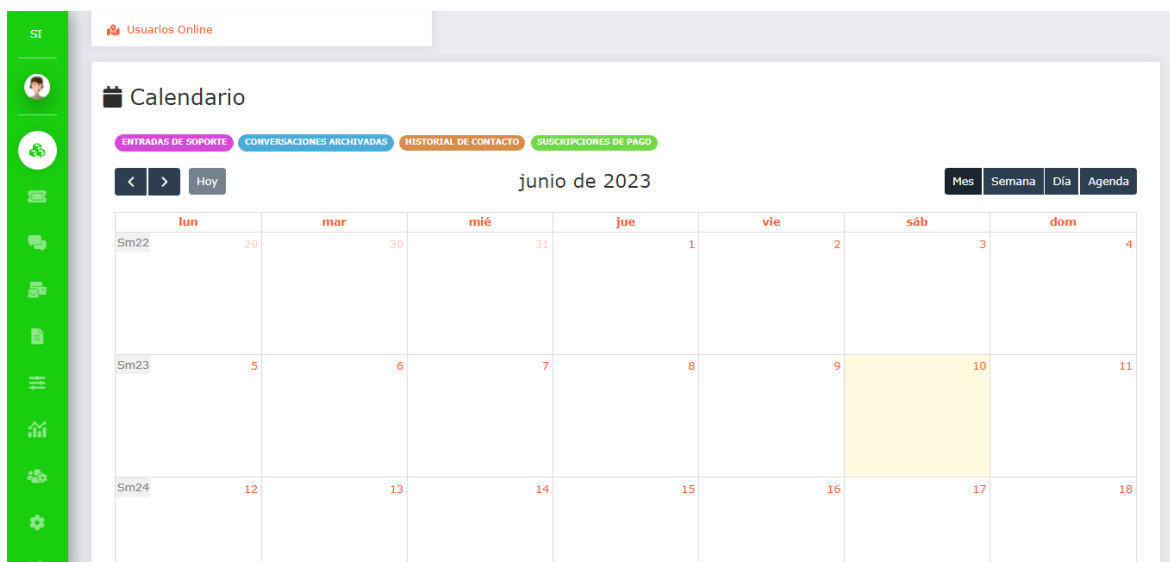 SI
Usuarios Online
Calendario
ENTRADAS DE SOPORTE CONVERSACIONES ARCHIVADAS HISTORIAL DE CONTACTO SUSCRIPCIONES DE PAGO
Hoy junio de 2023 Mes Semana Día Agenda
lun mar mié jue vie sáb dom
Sm22 29 30 31 1 2 3 4
Sm23 5 6 7 8 9 10 11
Sm24 12 13 14 15 16 17 18